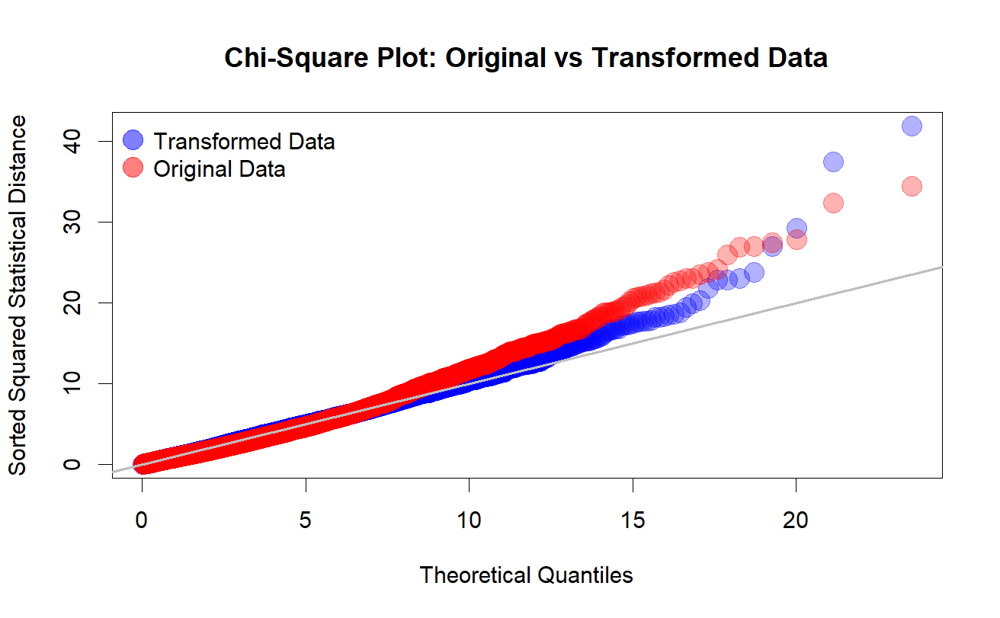 Chi-Square Plot: Original vs Transformed Data
Sorted Squared Statistical Distance
40
30
20
10
0
Transformed Data
Original Data
0 5 10 15 20
Theoretical Quantiles